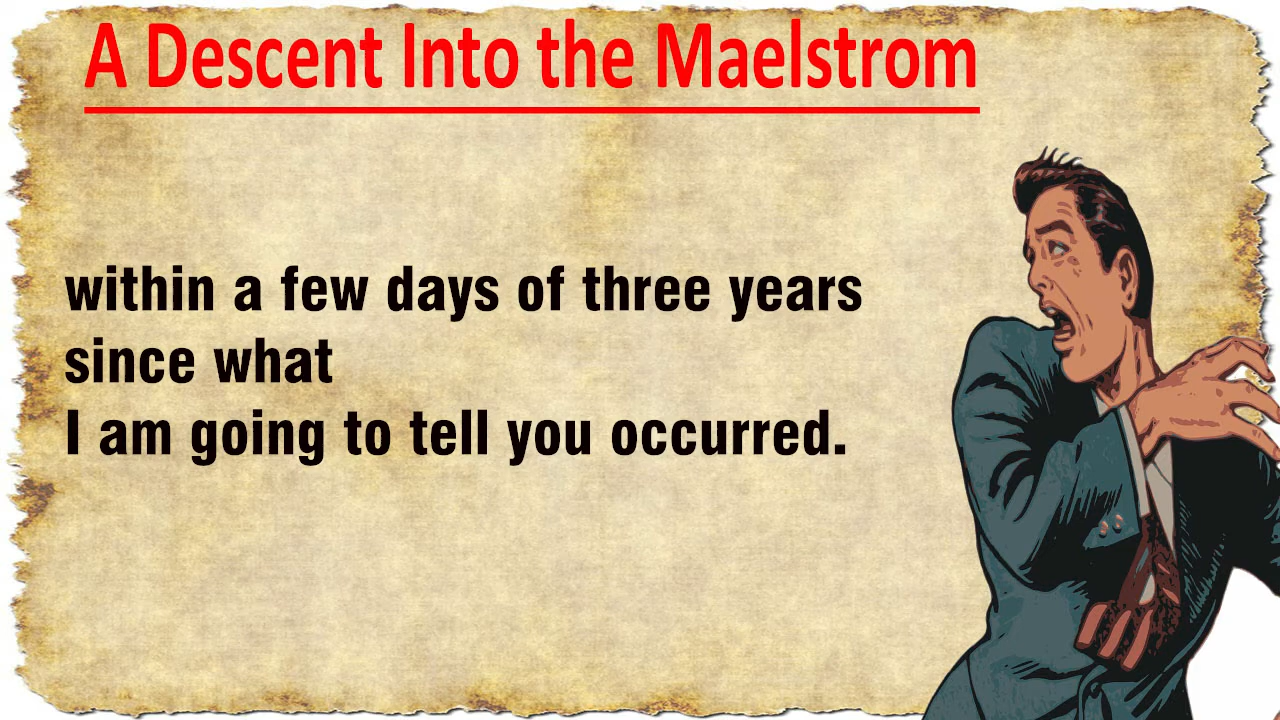 A Descent Into the Maelstrom
within a few days of three years
since what
I am going to tell you occurred.